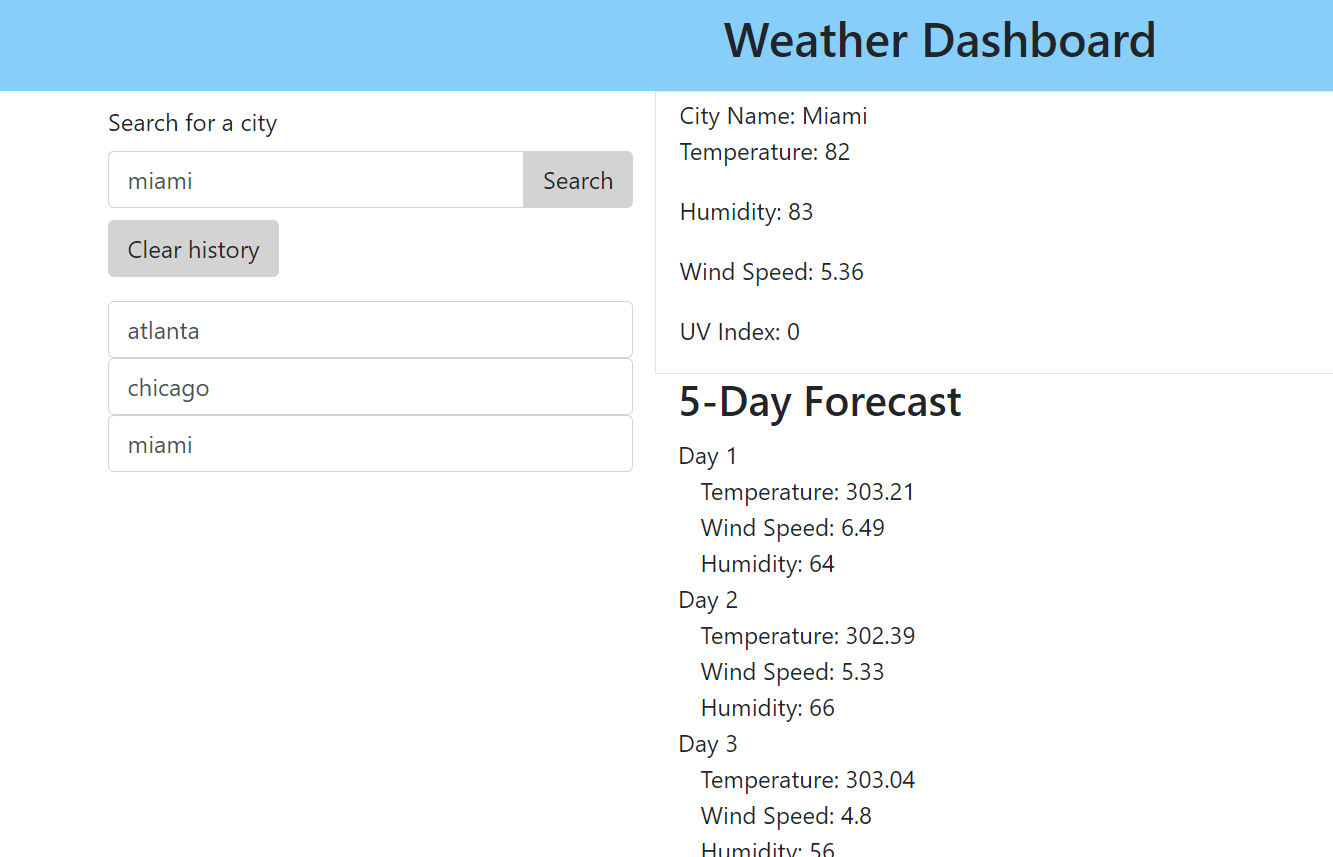 Weather Dashboard
Search for a city
miami
Search
Clear history
atlanta
chicago
miami
City Name: Miami
Temperature: 82
Humidity: 83
Wind Speed: 5.36
UV Index: 0
5-Day Forecast
Day 1
Temperature: 303.21
Wind Speed: 6.49
Humidity: 64
Day 2
Temperature: 302.39
Wind Speed: 5.33
Humidity: 66
Day 3
Temperature: 303.04
Wind Speed: 4.8
Humidity: 56